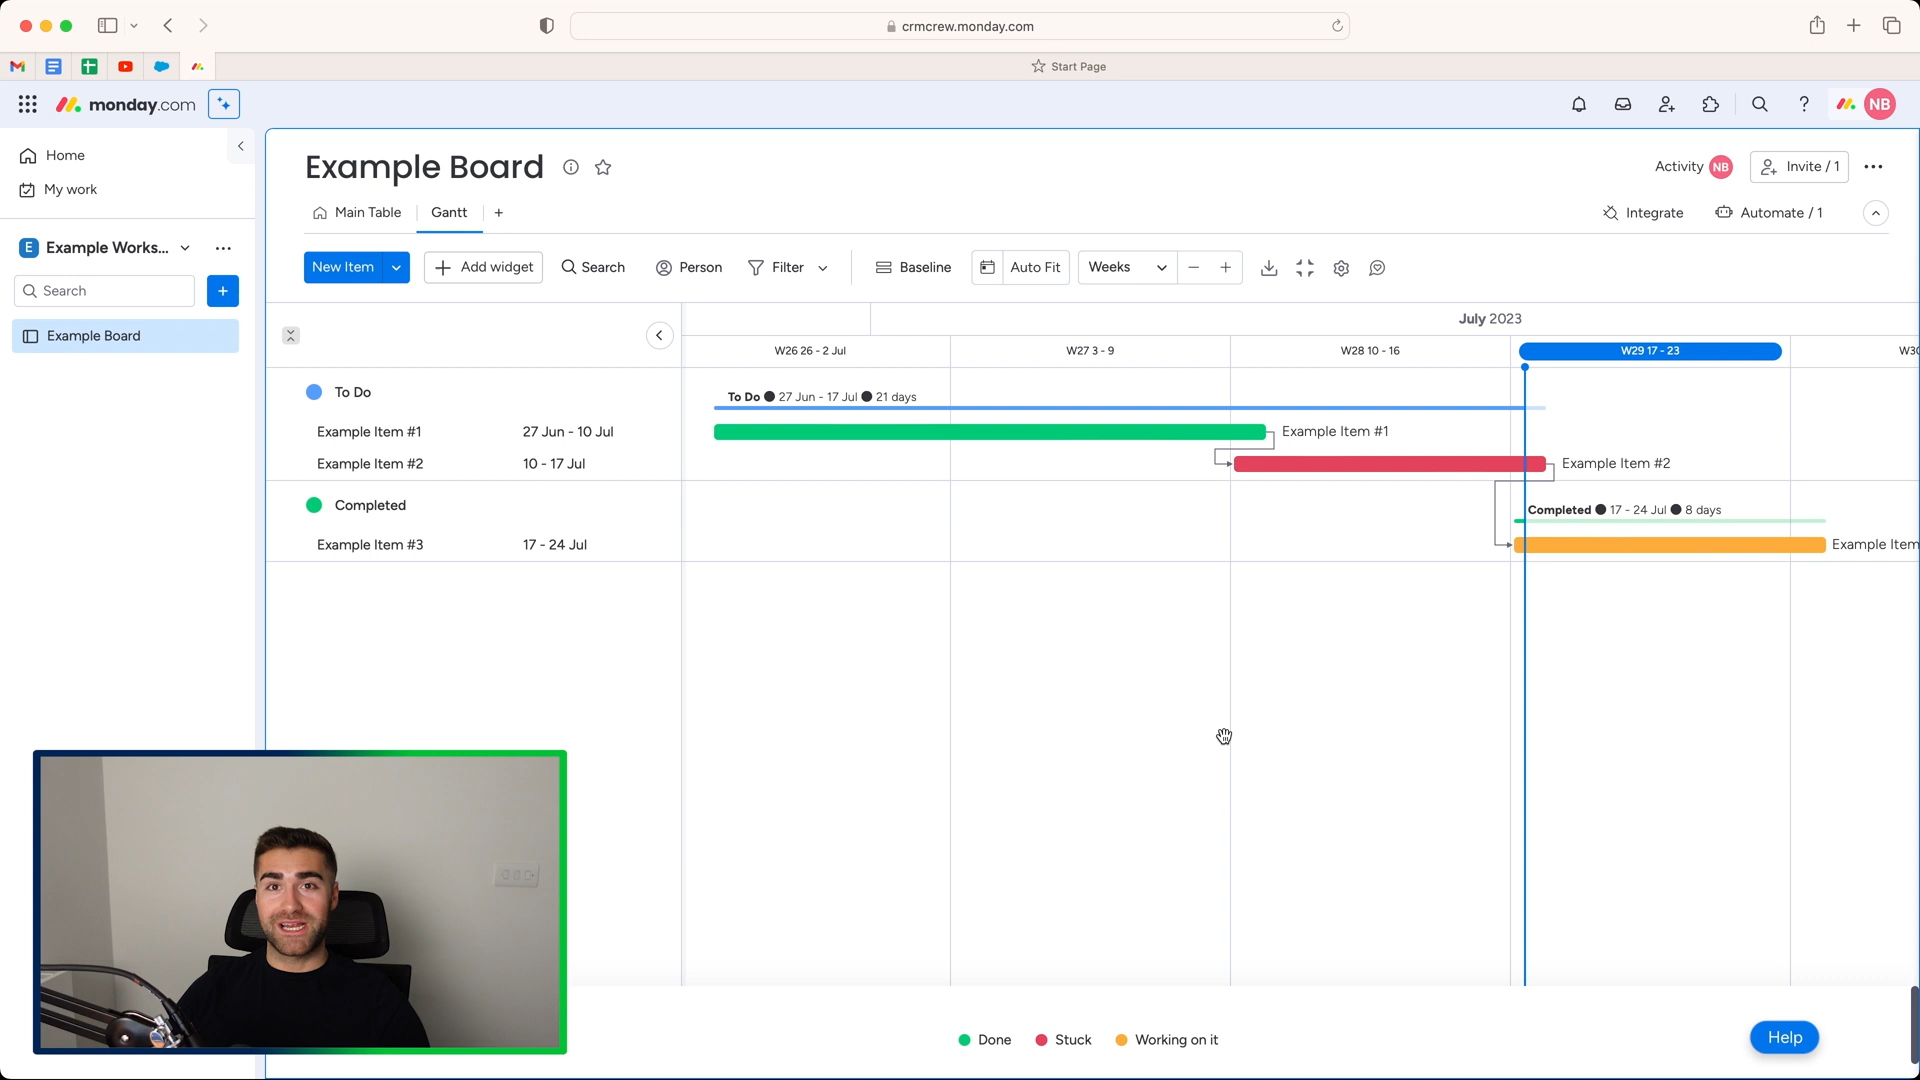 crmcrew.monday.com
Start Page
monday.com
NB
Home
My work
E Example Works...
Search
Example Board
Example Board
Activity NB
Invite / 1
Main Table
Gantt
Integrate
Automate / 1
New Item
Add widget
Search
Person
Filter
Baseline
Auto Fit
Weeks
July 2023
W26 26 - 2 Jul
W27 3 - 9
W28 10 - 16
W29 17 - 23
W30
To Do
To Do ● 27 Jun - 17 Jul ● 21 days
Example Item #1
27 Jun - 10 Jul
Example Item #1
Example Item #2
10 - 17 Jul
Example Item #2
Completed
Completed ● 17 - 24 Jul ● 8 days
Example Item #3
17 - 24 Jul
Example Item
Done
Stuck
Working on it
Help